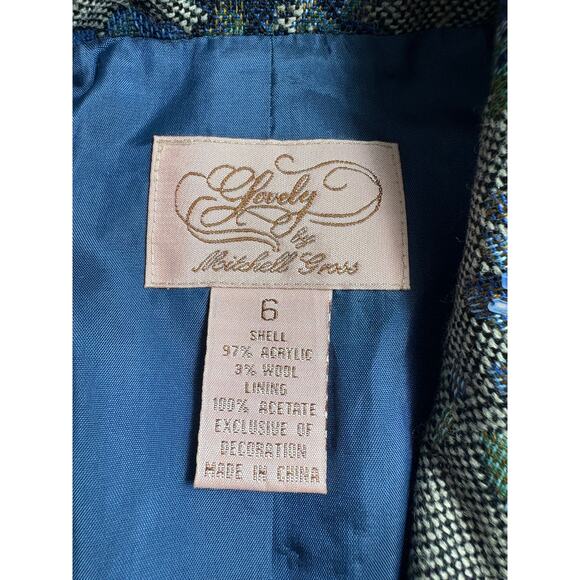 Lovely
by
Mitchell Gross
6
SHELL
97% ACRYLIC
3% WOOL
LINING
100% ACETATE
EXCLUSIVE OF
DECORATION
MADE IN CHINA